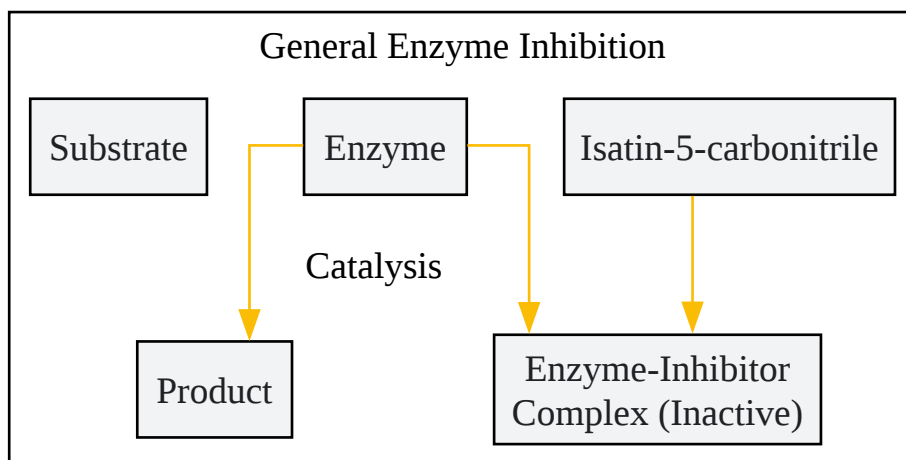 General Enzyme Inhibition
Substrate
Enzyme
Isatin-5-carbonitrile
Catalysis
Product
Enzyme-Inhibitor
Complex (Inactive)